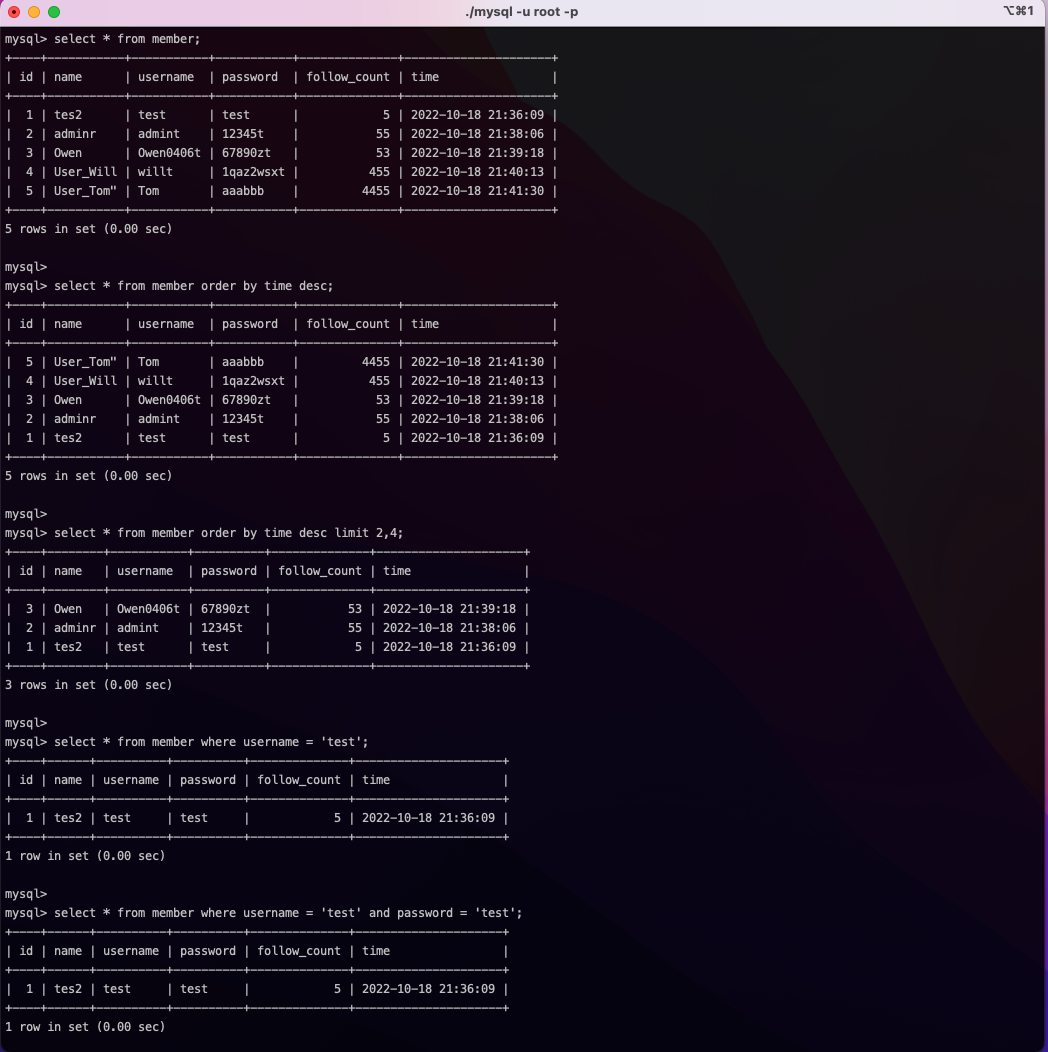 ./mysql -u root -p
⌥⌘1
mysql> select * from member;
+----+-----------+-----------+-----------+--------------+---------------------+
| id | name      | username  | password  | follow_count | time                |
+----+-----------+-----------+-----------+--------------+---------------------+
|  1 | tes2      | test      | test      |            5 | 2022-10-18 21:36:09 |
|  2 | adminr    | admint    | 12345t    |           55 | 2022-10-18 21:38:06 |
|  3 | Owen      | Owen0406t | 67890zt   |           53 | 2022-10-18 21:39:18 |
|  4 | User_Will | willt     | 1qaz2wsxt |          455 | 2022-10-18 21:40:13 |
|  5 | User_Tom" | Tom       | aaabbb    |         4455 | 2022-10-18 21:41:30 |
+----+-----------+-----------+-----------+--------------+---------------------+
5 rows in set (0.00 sec)

mysql>
mysql> select * from member order by time desc;
+----+-----------+-----------+-----------+--------------+---------------------+
| id | name      | username  | password  | follow_count | time                |
+----+-----------+-----------+-----------+--------------+---------------------+
|  5 | User_Tom" | Tom       | aaabbb    |         4455 | 2022-10-18 21:41:30 |
|  4 | User_Will | willt     | 1qaz2wsxt |          455 | 2022-10-18 21:40:13 |
|  3 | Owen      | Owen0406t | 67890zt   |           53 | 2022-10-18 21:39:18 |
|  2 | adminr    | admint    | 12345t    |           55 | 2022-10-18 21:38:06 |
|  1 | tes2      | test      | test      |            5 | 2022-10-18 21:36:09 |
+----+-----------+-----------+-----------+--------------+---------------------+
5 rows in set (0.00 sec)

mysql>
mysql> select * from member order by time desc limit 2,4;
+----+--------+-----------+----------+--------------+---------------------+
| id | name   | username  | password | follow_count | time                |
+----+--------+-----------+----------+--------------+---------------------+
|  3 | Owen   | Owen0406t | 67890zt  |           53 | 2022-10-18 21:39:18 |
|  2 | adminr | admint    | 12345t   |           55 | 2022-10-18 21:38:06 |
|  1 | tes2   | test      | test     |            5 | 2022-10-18 21:36:09 |
+----+--------+-----------+----------+--------------+---------------------+
3 rows in set (0.00 sec)

mysql>
mysql> select * from member where username = 'test';
+----+------+----------+----------+--------------+---------------------+
| id | name | username | password | follow_count | time                |
+----+------+----------+----------+--------------+---------------------+
|  1 | tes2 | test     | test     |            5 | 2022-10-18 21:36:09 |
+----+------+----------+----------+--------------+---------------------+
1 row in set (0.00 sec)

mysql>
mysql> select * from member where username = 'test' and password = 'test';
+----+------+----------+----------+--------------+---------------------+
| id | name | username | password | follow_count | time                |
+----+------+----------+----------+--------------+---------------------+
|  1 | tes2 | test     | test     |            5 | 2022-10-18 21:36:09 |
+----+------+----------+----------+--------------+---------------------+
1 row in set (0.00 sec)